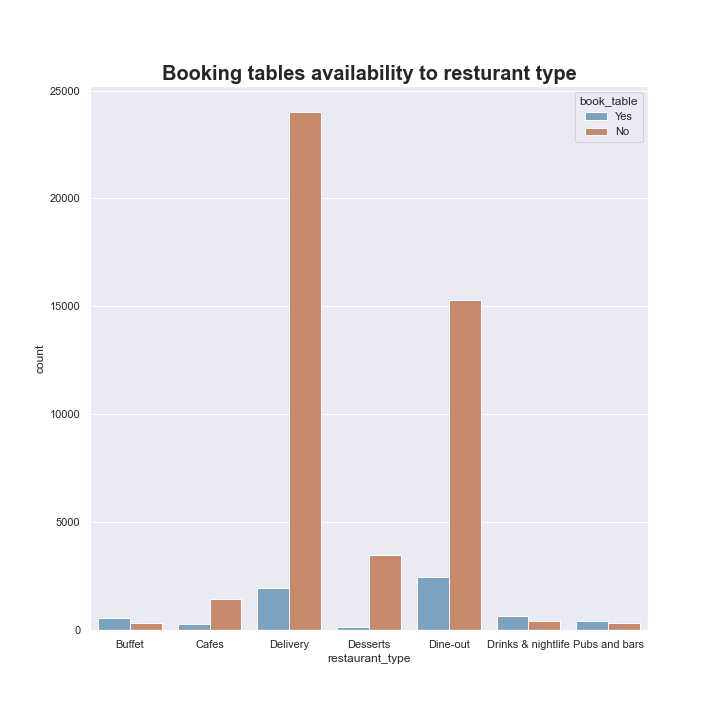 Booking tables availability to resturant type
book_table
Yes
No
25000
20000
15000
10000
5000
0
count
Buffet Cafes Delivery Desserts Dine-out Drinks & nightlife Pubs and bars
restaurant_type